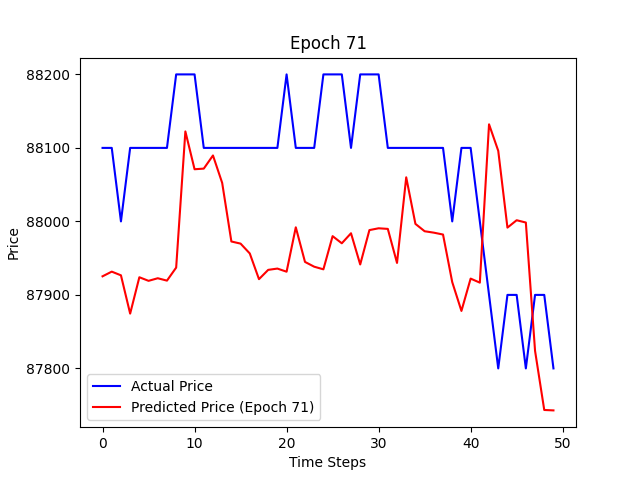 Epoch 71
88200
88100
88000
87900
87800
Price
0 10 20 30 40 50
Time Steps
Actual Price
Predicted Price (Epoch 71)